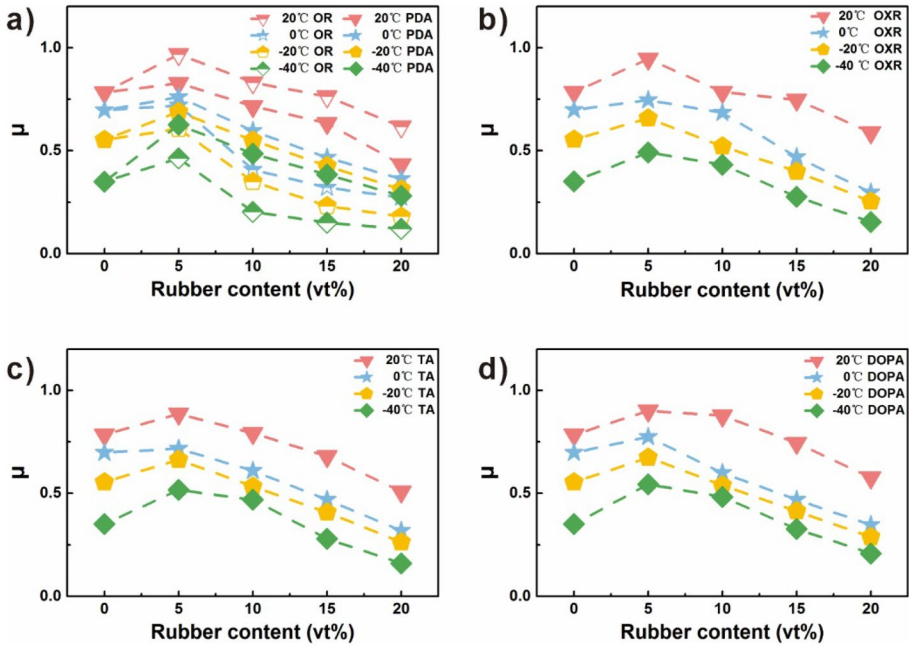 a)
20℃ OR 20℃ PDA
0℃ OR 0℃ PDA
-20℃ OR -20℃ PDA
-40℃ OR -40℃ PDA
1.0
0.5
0.0
μ
0 5 10 15 20
Rubber content (vt%)
b)
20℃ OXR
0℃ OXR
-20℃ OXR
-40 ℃ OXR
1.0
0.5
0.0
μ
0 5 10 15 20
Rubber content (vt%)
c)
20℃ TA
0℃ TA
-20℃ TA
-40℃ TA
1.0
0.5
0.0
μ
0 5 10 15 20
Rubber content (vt%)
d)
20℃ DOPA
0℃ DOPA
-20℃ DOPA
-40℃ DOPA
1.0
0.5
0.0
μ
0 5 10 15 20
Rubber content (vt%)